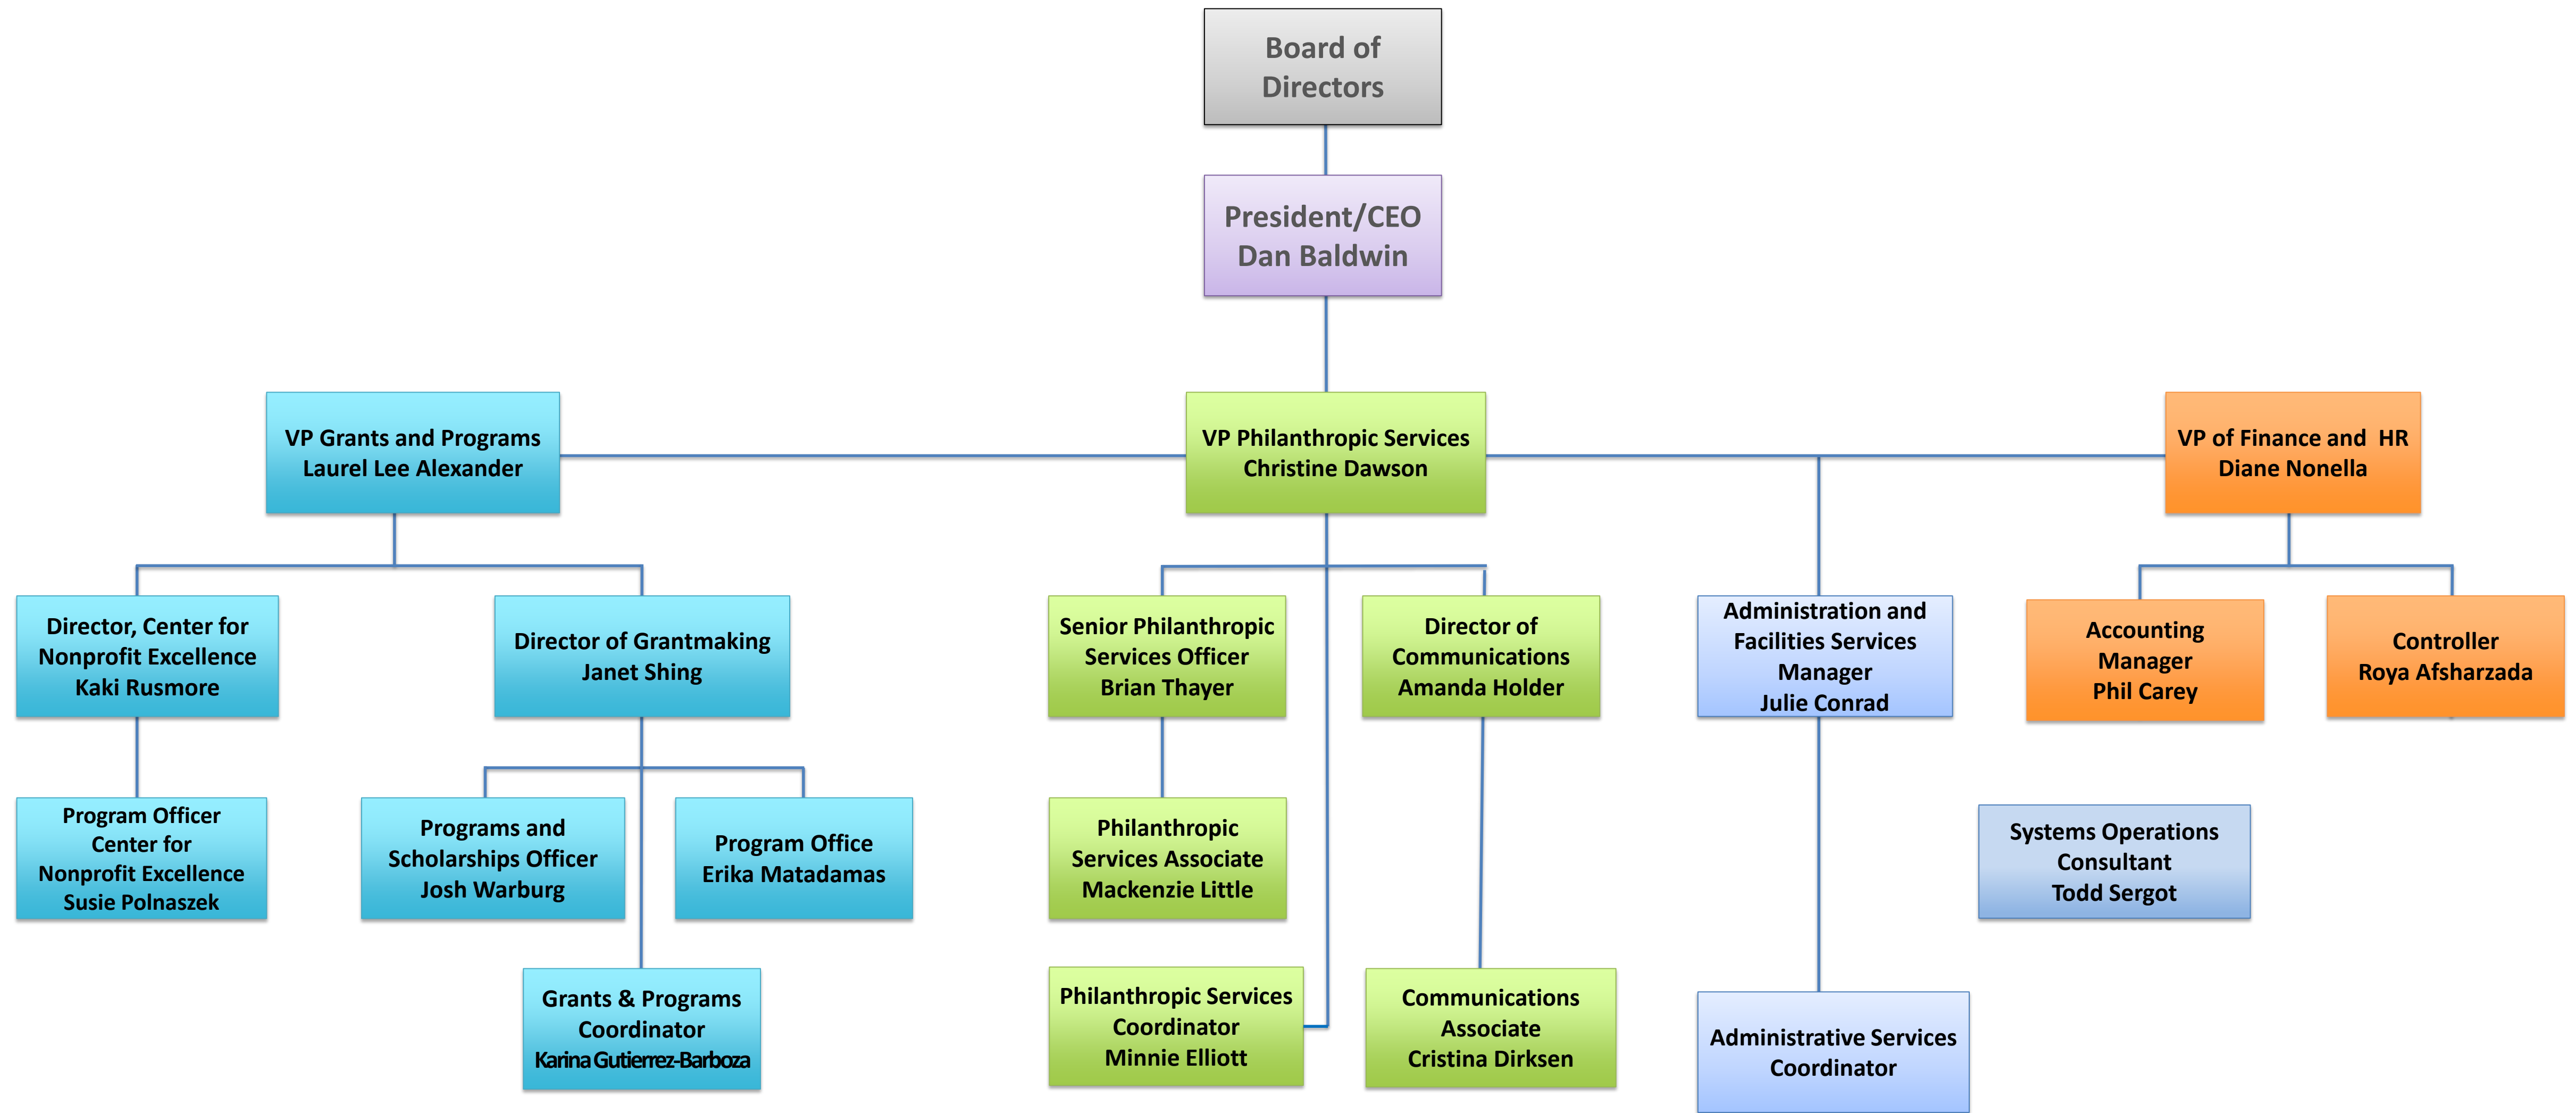 Board of
Directors
President/CEO
Dan Baldwin
VP Grants and Programs
Laurel Lee Alexander
VP Philanthropic Services
Christine Dawson
VP of Finance and  HR
Diane Nonella
Director, Center for
Nonprofit Excellence
Kaki Rusmore
Director of Grantmaking
Janet Shing
Senior Philanthropic
Services Officer
Brian Thayer
Director of
Communications
Amanda Holder
Administration and
Facilities Services
Manager
Julie Conrad
Accounting
Manager
Phil Carey
Controller
Roya Afsharzada
Program Officer
Center for
Nonprofit Excellence
Susie Polnaszek
Programs and
Scholarships Officer
Josh Warburg
Program Office
Erika Matadamas
Philanthropic
Services Associate
Mackenzie Little
Systems Operations
Consultant
Todd Sergot
Grants & Programs
Coordinator
Karina Gutierrez-Barboza
Philanthropic Services
Coordinator
Minnie Elliott
Communications
Associate
Cristina Dirksen
Administrative Services
Coordinator